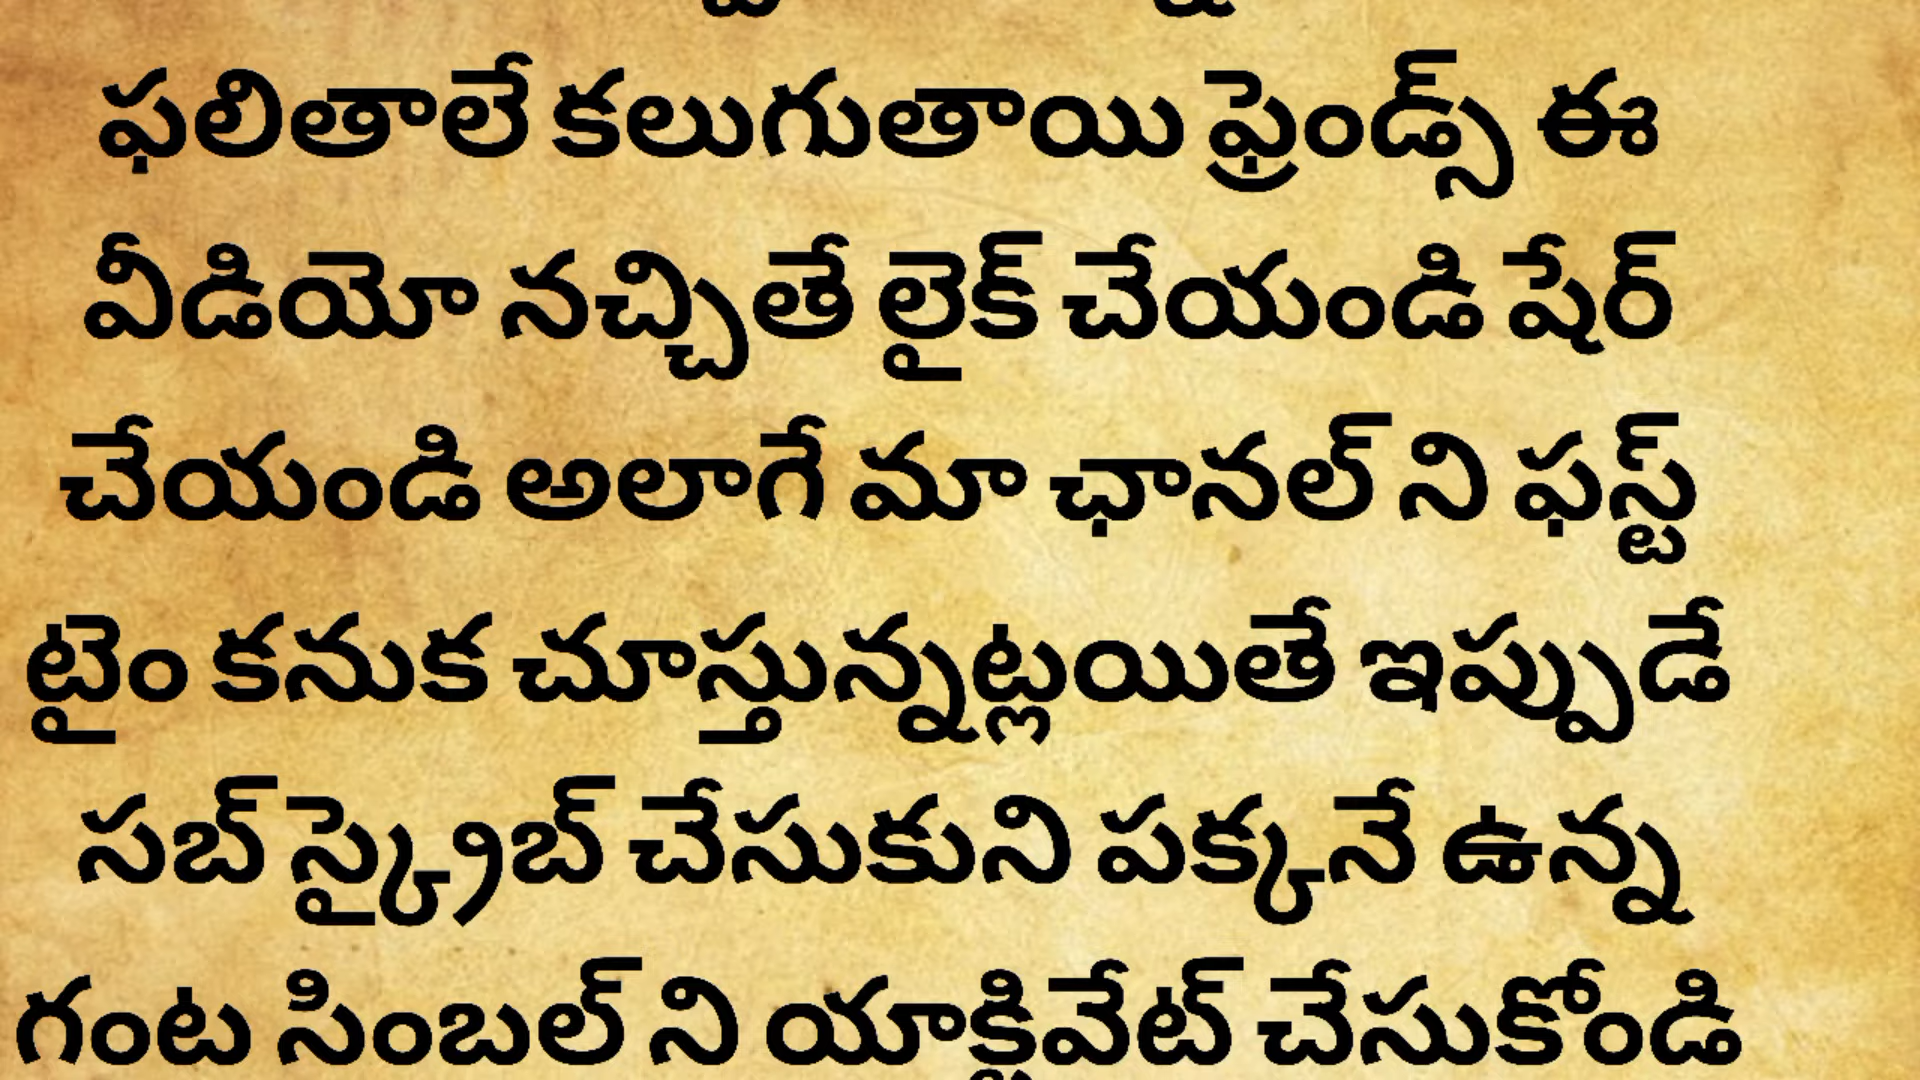 ఫలితాలే కలుగుతాయి ఫ్రెండ్స్ ఈ
వీడియో నచ్చితే లైక్ చేయండి షేర్
చేయండి అలాగే మా ఛానల్ ని ఫస్ట్
టైం కనుక చూస్తున్నట్లయితే ఇప్పుడే
సబ్ స్క్రైబ్ చేసుకుని పక్కనే ఉన్న
గంట సింబల్ ని యాక్టివేట్ చేసుకోండి